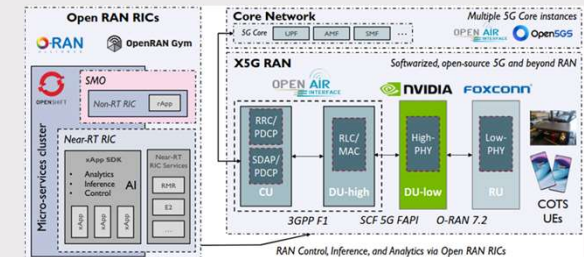 Open RAN RICs
O-RAN
ALLIANCE
OpenRAN Gym
OPENSHIFT
SMO
Non-RT RIC
rApp
Micro-services cluster
Near-RT RIC
xApp SDK
• Analytics
• Inference
• Control
AI
xApp
xApp
xApp
Near-RT
RIC Services
RMR
E2
......
Core Network
Multiple 5G Core instances
5G Core
UPF
AMF
SMF
...
OPEN AIR
INTERFACE
Open5GS
X5G RAN
Softwarized, open-source 5G and beyond RAN
OPEN AIR
INTERFACE
NVIDIA
FOXCONN
RRC/
PDCP
SDAP/
PDCP
CU
RLC/
MAC
DU-high
High-
PHY
DU-low
Low-
PHY
RU
COTS
UEs
3GPP F1
SCF 5G FAPI
O-RAN 7.2
RAN Control, Inference, and Analytics via Open RAN RICs